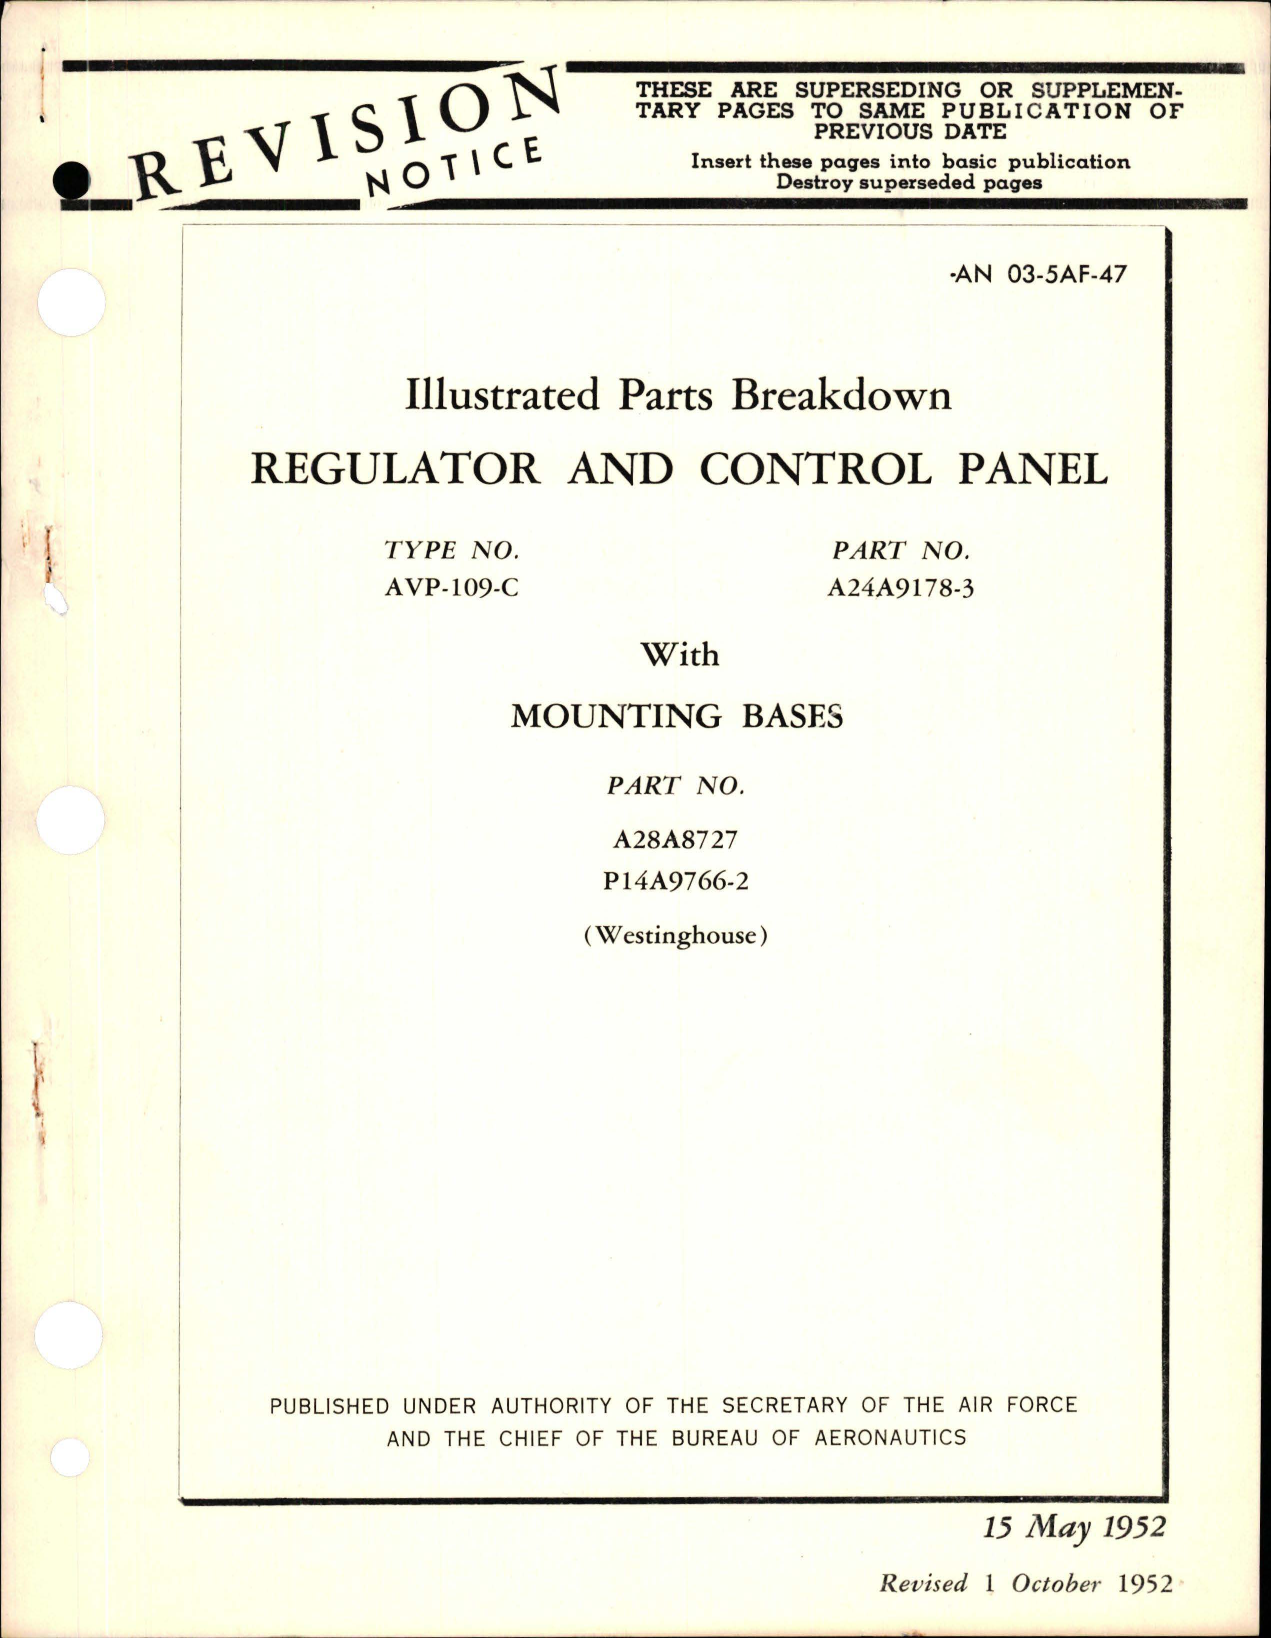 REVISION
NOTICE
THESE ARE SUPERSEDING OR SUPPLEMEN-
TARY PAGES TO SAME PUBLICATION OF
PREVIOUS DATE
Insert these pages into basic publication
Destroy superseded pages
AN 03-5AF-47
Illustrated Parts Breakdown
REGULATOR AND CONTROL PANEL
TYPE NO. PART NO.
AVP-109-C A24A9178-3
With
MOUNTING BASES
PART NO.
A28A8727
P14A9766-2
(Westinghouse)
PUBLISHED UNDER AUTHORITY OF THE SECRETARY OF THE AIR FORCE
AND THE CHIEF OF THE BUREAU OF AERONAUTICS
15 May 1952
Revised 1 October 1952